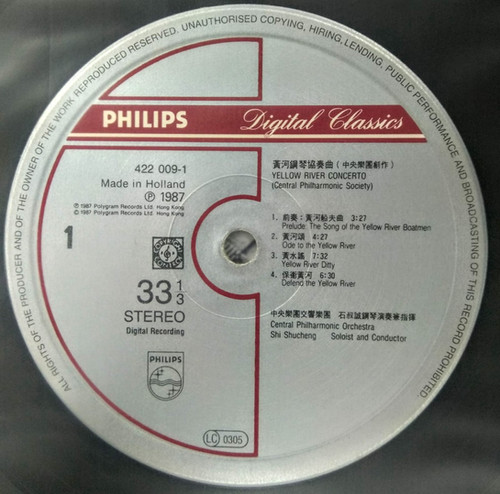 ALL RIGHTS OF THE PRODUCER AND OF THE OWNER OF THE WORK REPRODUCED RESERVED. UNAUTHORISED COPYING, HIRING, LENDING, PUBLIC PERFORMANCE AND BROADCASTING OF THIS RECORD PROHIBITED.
PHILIPS
Digital Classics
422 009-1
Made in Holland
Ⓟ 1987
Ⓟ 1987 Polygram Records Ltd. Hong Kong
© 1987 Polygram Records Ltd. Hong Kong
1
33 1/3
STEREO
Digital Recording
PHILIPS
黃河鋼琴協奏曲(中央樂團創作)
YELLOW RIVER CONCERTO
(Central Philharmonic Society)
1. 前奏:黃河船夫曲 3:27
Prelude: The Song of the Yellow River Boatmen
2. 黃河頌 4:27
Ode to the Yellow River
3. 黃水謠 7:32
Yellow River Ditty
4. 保衛黃河 6:30
Defend the Yellow River
中央樂團交響樂團 石叔誠鋼琴演奏兼指揮
Central Philharmonic Orchestra
Shi Shucheng Soloist and Conductor
LC 0305